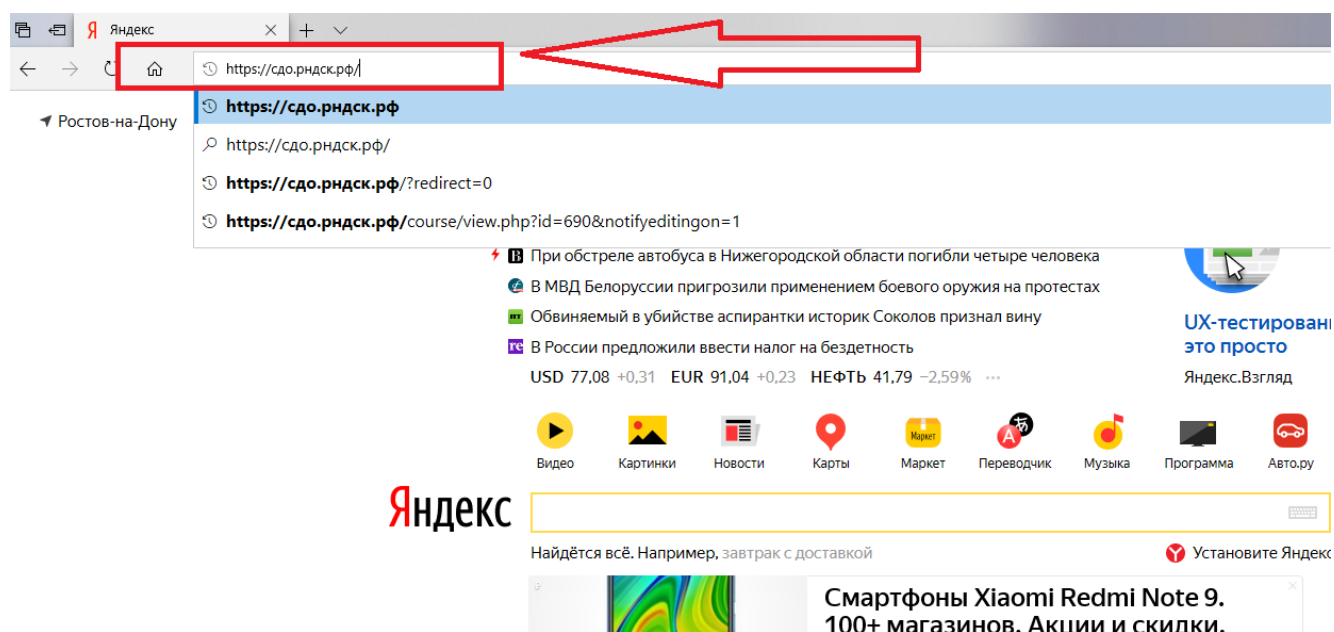 Яндекс
https://сдо.рндск.рф/
https://сдо.рндск.рф
Ростов-на-Дону
https://сдо.рндск.рф/
https://сдо.рндск.рф/?redirect=0
https://сдо.рндск.рф/course/view.php?id=690&notifyeditingon=1
При обстреле автобуса в Нижегородской области погибли четыре человека
В МВД Белоруссии пригрозили применением боевого оружия на протестах
Обвиняемый в убийстве аспирантки историк Соколов признал вину
В России предложили ввести налог на бездетность
USD 77,08 +0,31 EUR 91,04 +0,23 НЕФТЬ 41,79 −2,59% ···
UX-тестировани
это просто
Яндекс.Взгляд
Маркет
Видео Картинки Новости Карты Маркет Переводчик Музыка Программа Авто.ру
Яндекс
Найдётся всё. Например, завтрак с доставкой
Установите Яндекс
Смартфоны Xiaomi Redmi Note 9.
100+ магазинов. Акции и скидки.